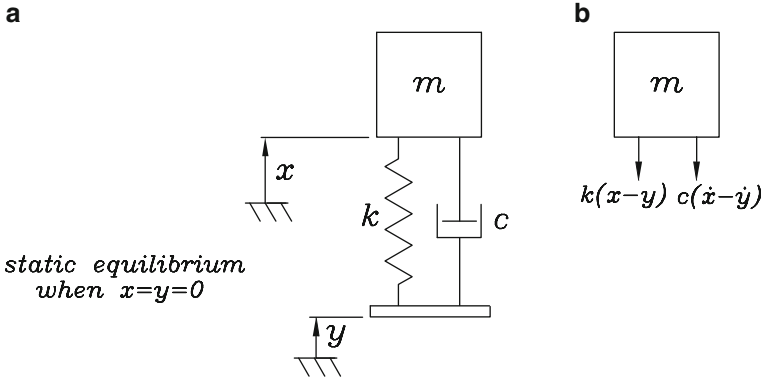 a
b
m
m
x
k(x−y) c(ẋ−ẏ)
k
c
static equilibrium
when x=y=0
y